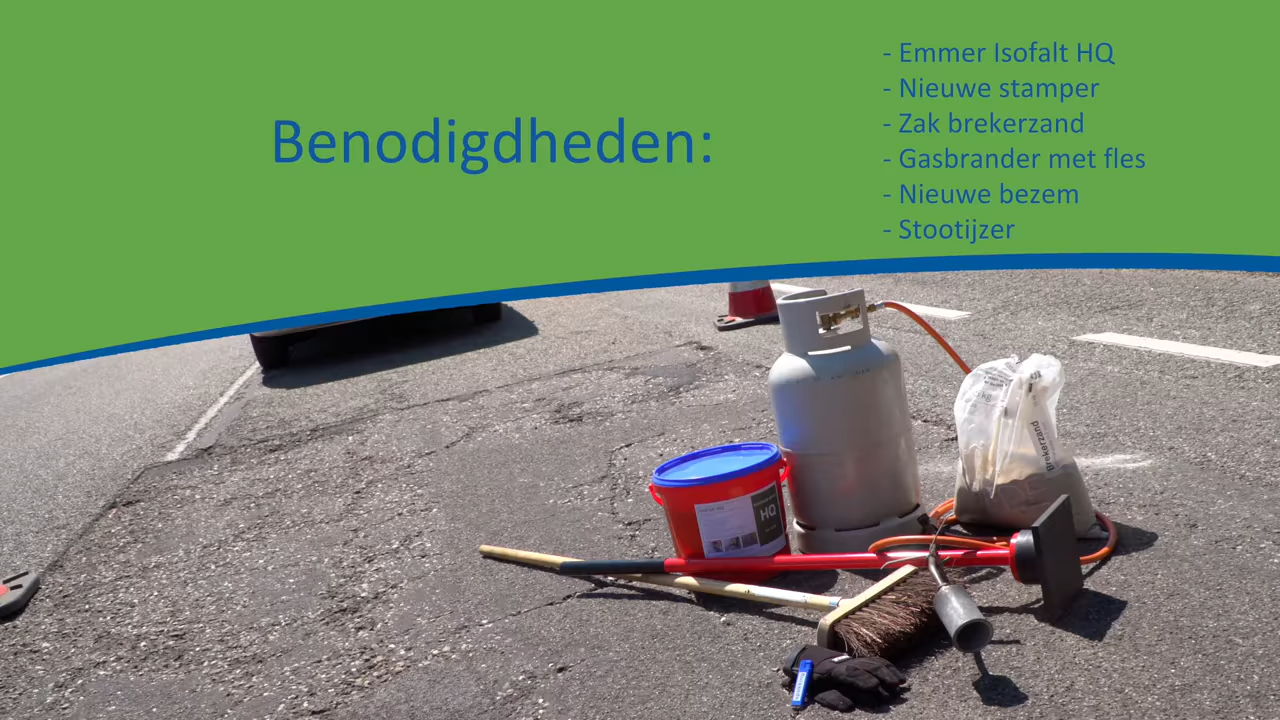 Benodigdheden:
- Emmer Isofalt HQ
- Nieuwe stamper
- Zak brekerzand
- Gasbrander met fles
- Nieuwe bezem
- Stootijzer
HQ
Brekerzand